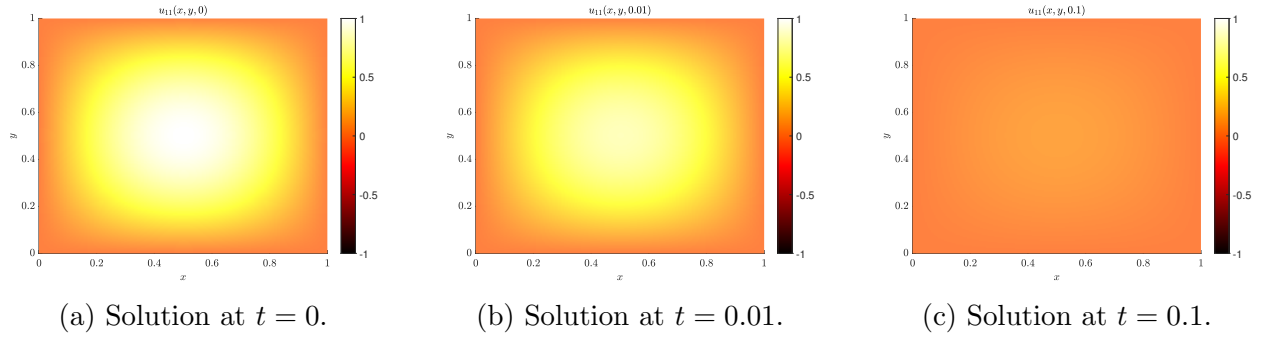 u₁₁(x, y, 0)
1
0.8
0.6
0.4
0.2
0
y
0 0.2 0.4 0.6 0.8 1
x
1
0.5
0
-0.5
-1
(a) Solution at t = 0.
u₁₁(x, y, 0.01)
1
0.8
0.6
0.4
0.2
0
y
0 0.2 0.4 0.6 0.8 1
x
1
0.5
0
-0.5
-1
(b) Solution at t = 0.01.
u₁₁(x, y, 0.1)
1
0.8
0.6
0.4
0.2
0
y
0 0.2 0.4 0.6 0.8 1
x
1
0.5
0
-0.5
-1
(c) Solution at t = 0.1.